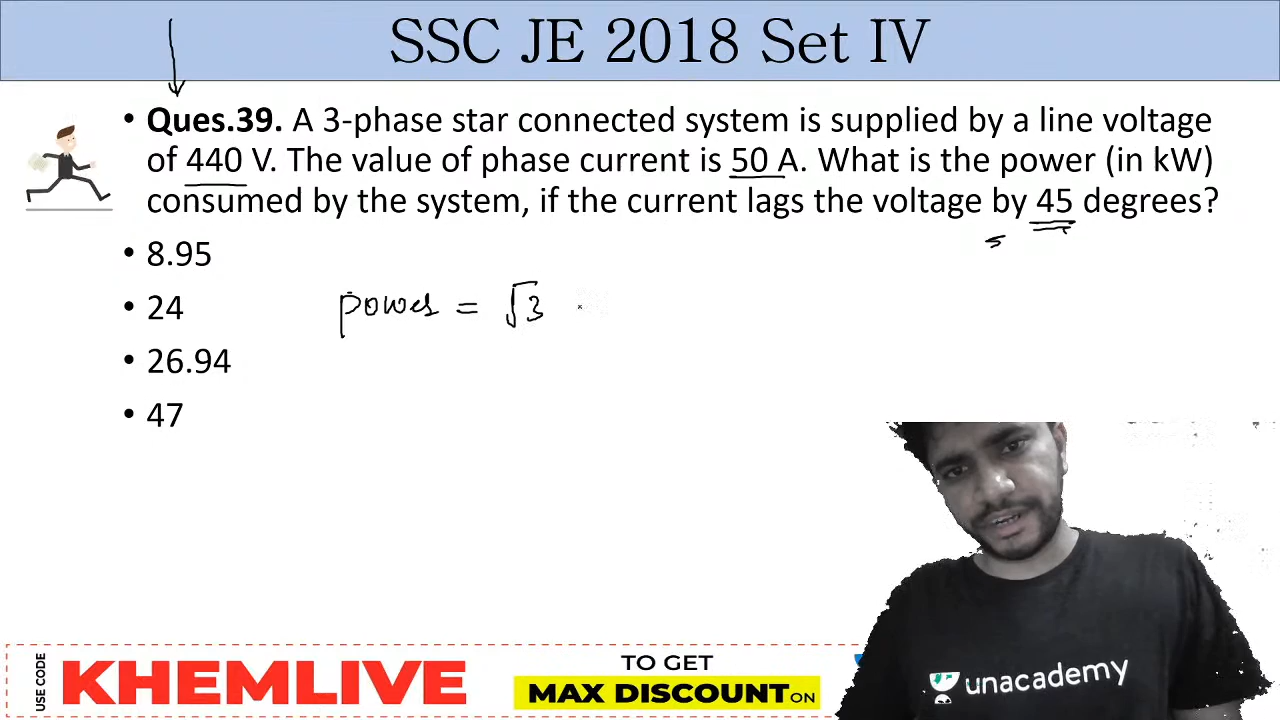 SSC JE 2018 Set IV
• Ques.39. A 3-phase star connected system is supplied by a line voltage
of 440 V. The value of phase current is 50 A. What is the power (in kW)
consumed by the system, if the current lags the voltage by 45 degrees?
• 8.95
• 24
• 26.94
• 47
power = √3
USE CODE
KHEMLIVE
TO GET
MAX DISCOUNT ON
unacademy